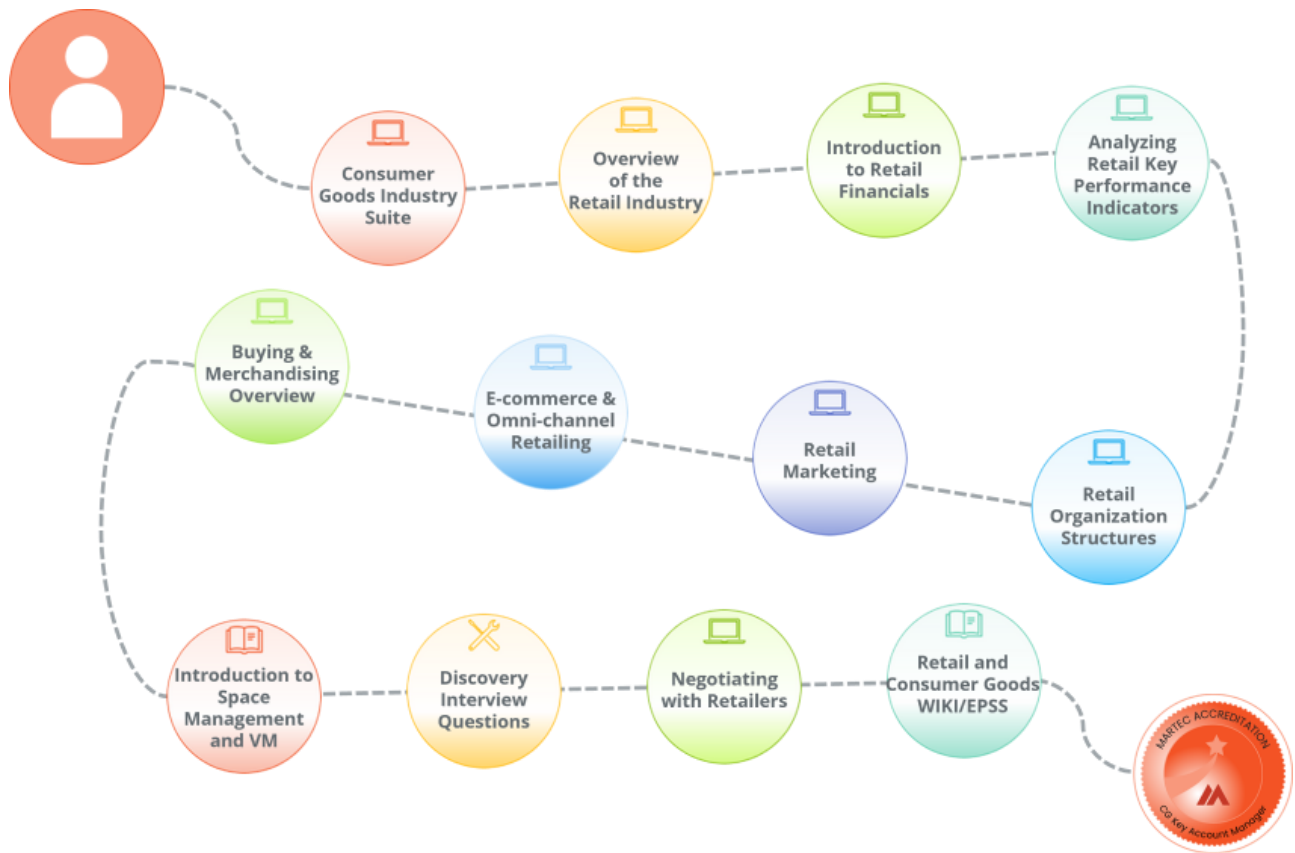 Consumer
Goods Industry
Suite
Overview
of the
Retail Industry
Introduction
to Retail
Financials
Analyzing
Retail Key
Performance
Indicators
Retail
Organization
Structures
Retail
Marketing
E-commerce &
Omni-channel
Retailing
Buying &
Merchandising
Overview
Introduction to
Space
Management
and VM
Discovery
Interview
Questions
Negotiating
with Retailers
Retail and
Consumer Goods
WIKI/EPSS
MARTEC ACCREDITATION
CG Key Account Manager